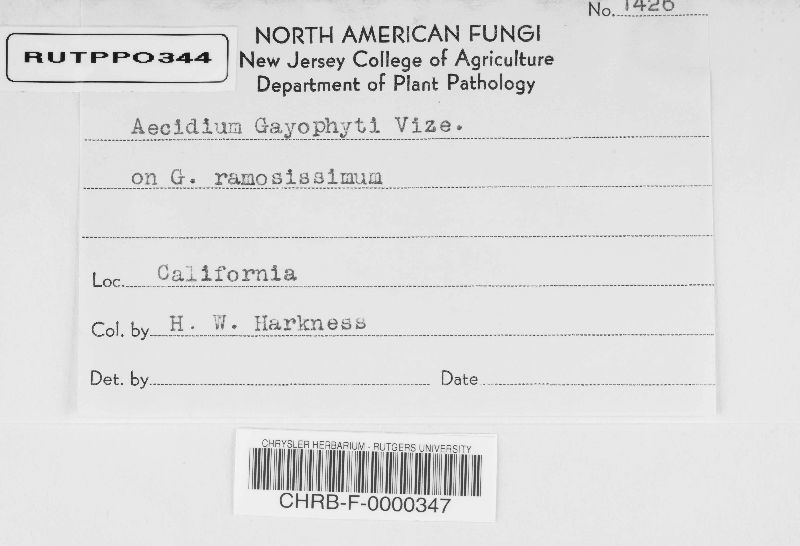 No. 1426
NORTH AMERICAN FUNGI
RUTPPO344
New Jersey College of Agriculture
Department of Plant Pathology
Aecidium Gayophyti Vize.
on G. ramosissimum
Loc. California
Col. by H. W. Harkness
Det. by Date
CHRYSLER HERBARIUM - RUTGERS UNIVERSITY
CHRB-F-0000347